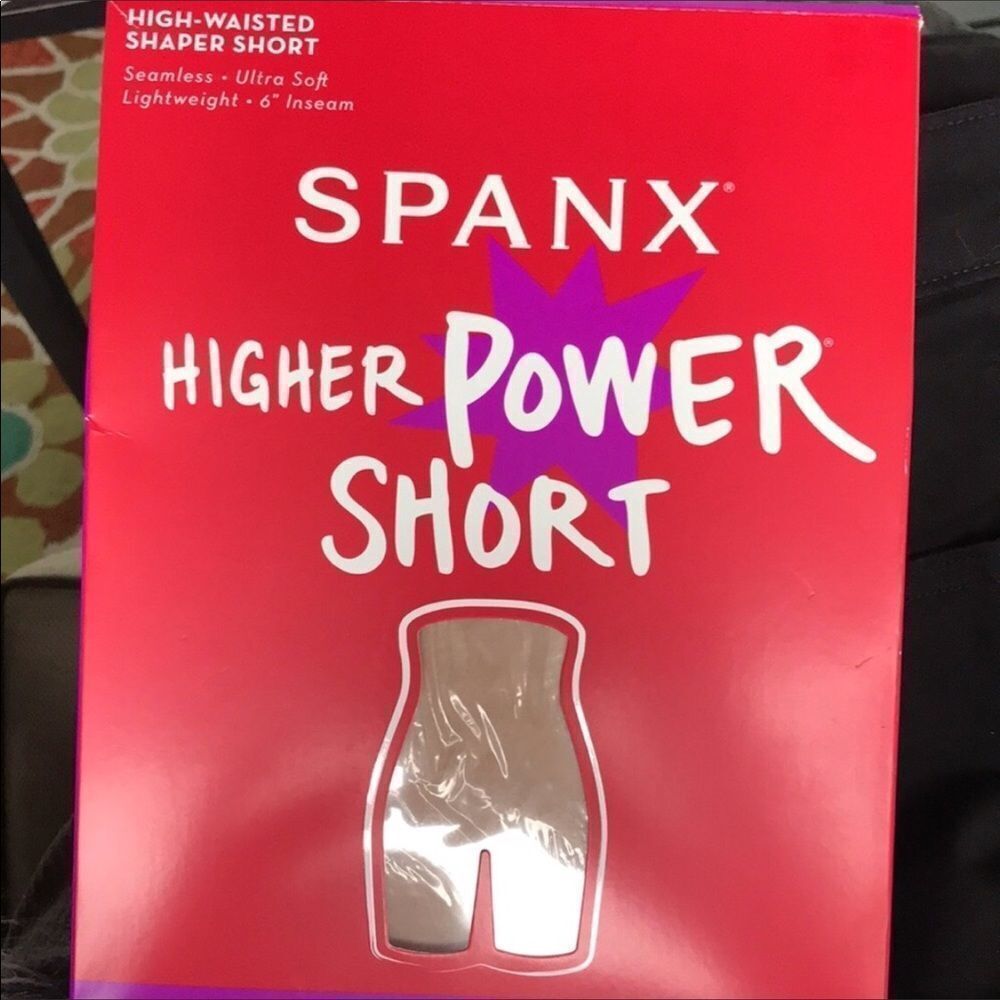 HIGH-WAISTED
SHAPER SHORT
Seamless • Ultra Soft
Lightweight • 6" Inseam
SPANX®
HIGHER POWER®
SHORT